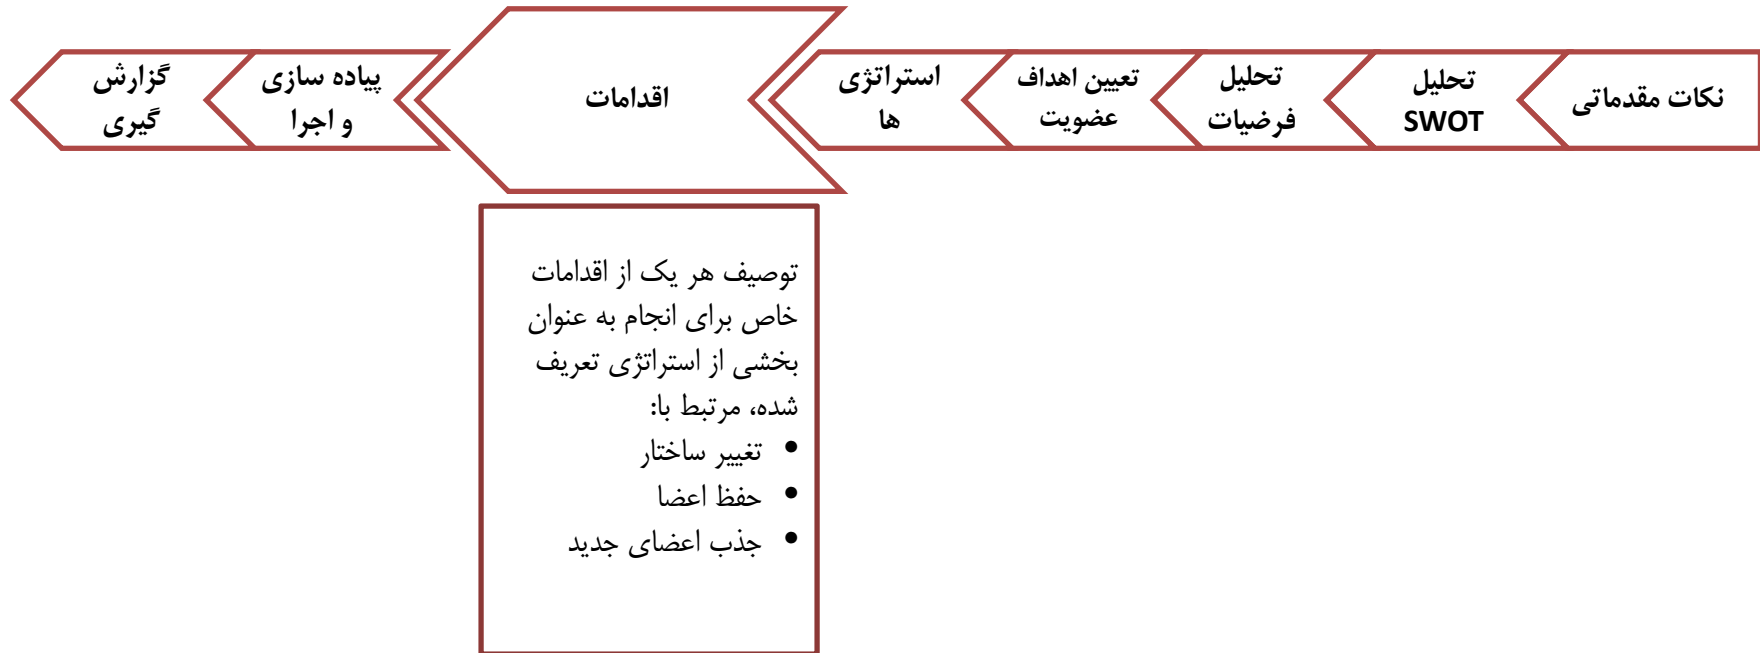 نکات مقدماتی
تحلیل
SWOT
تحلیل
فرضیات
تعیین اهداف
عضویت
استراتژی
ها
اقدامات
پیاده سازی
و اجرا
گزارش
گیری
توصیف هر یک از اقدامات
خاص برای انجام به عنوان
بخشی از استراتژی تعریف
شده، مرتبط با:
• تغییر ساختار
• حفظ اعضا
• جذب اعضای جدید